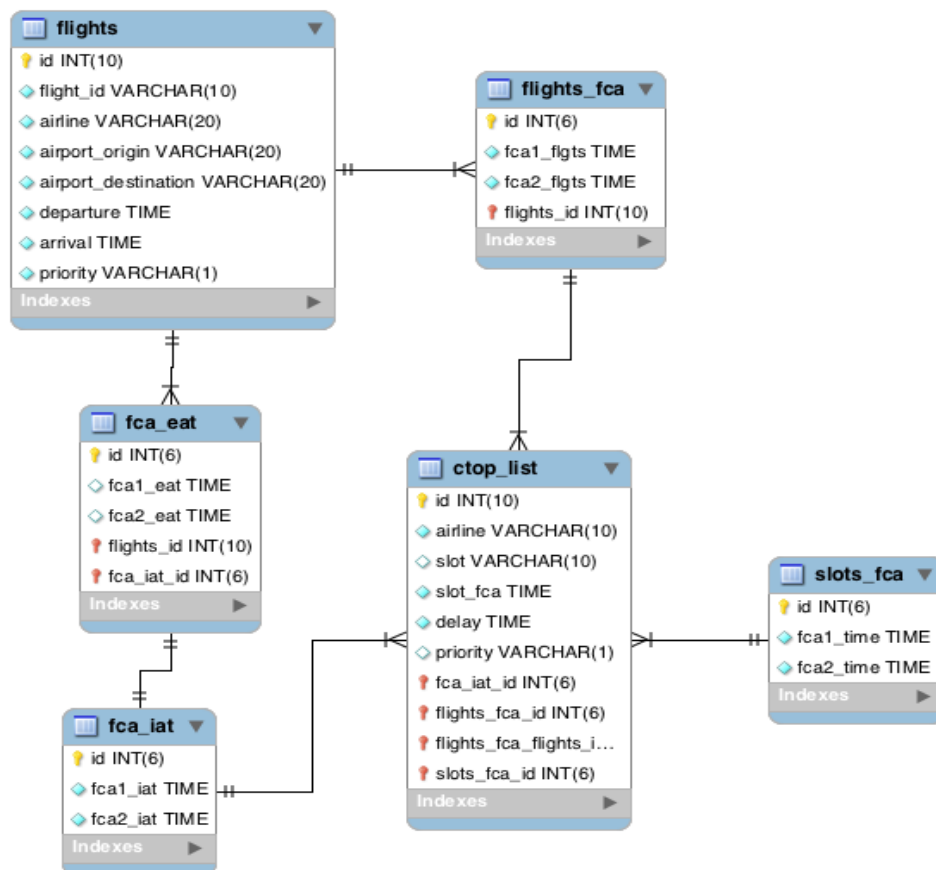 flights
id INT(10)
flight_id VARCHAR(10)
airline VARCHAR(20)
airport_origin VARCHAR(20)
airport_destination VARCHAR(20)
departure TIME
arrival TIME
priority VARCHAR(1)
Indexes
flights_fca
id INT(6)
fca1_flgts TIME
fca2_flgts TIME
flights_id INT(10)
Indexes
fca_eat
id INT(6)
fca1_eat TIME
fca2_eat TIME
flights_id INT(10)
fca_iat_id INT(6)
Indexes
ctop_list
id INT(10)
airline VARCHAR(10)
slot VARCHAR(10)
slot_fca TIME
delay TIME
priority VARCHAR(1)
fca_iat_id INT(6)
flights_fca_id INT(6)
flights_fca_flights_i...
slots_fca_id INT(6)
Indexes
slots_fca
id INT(6)
fca1_time TIME
fca2_time TIME
Indexes
fca_iat
id INT(6)
fca1_iat TIME
fca2_iat TIME
Indexes